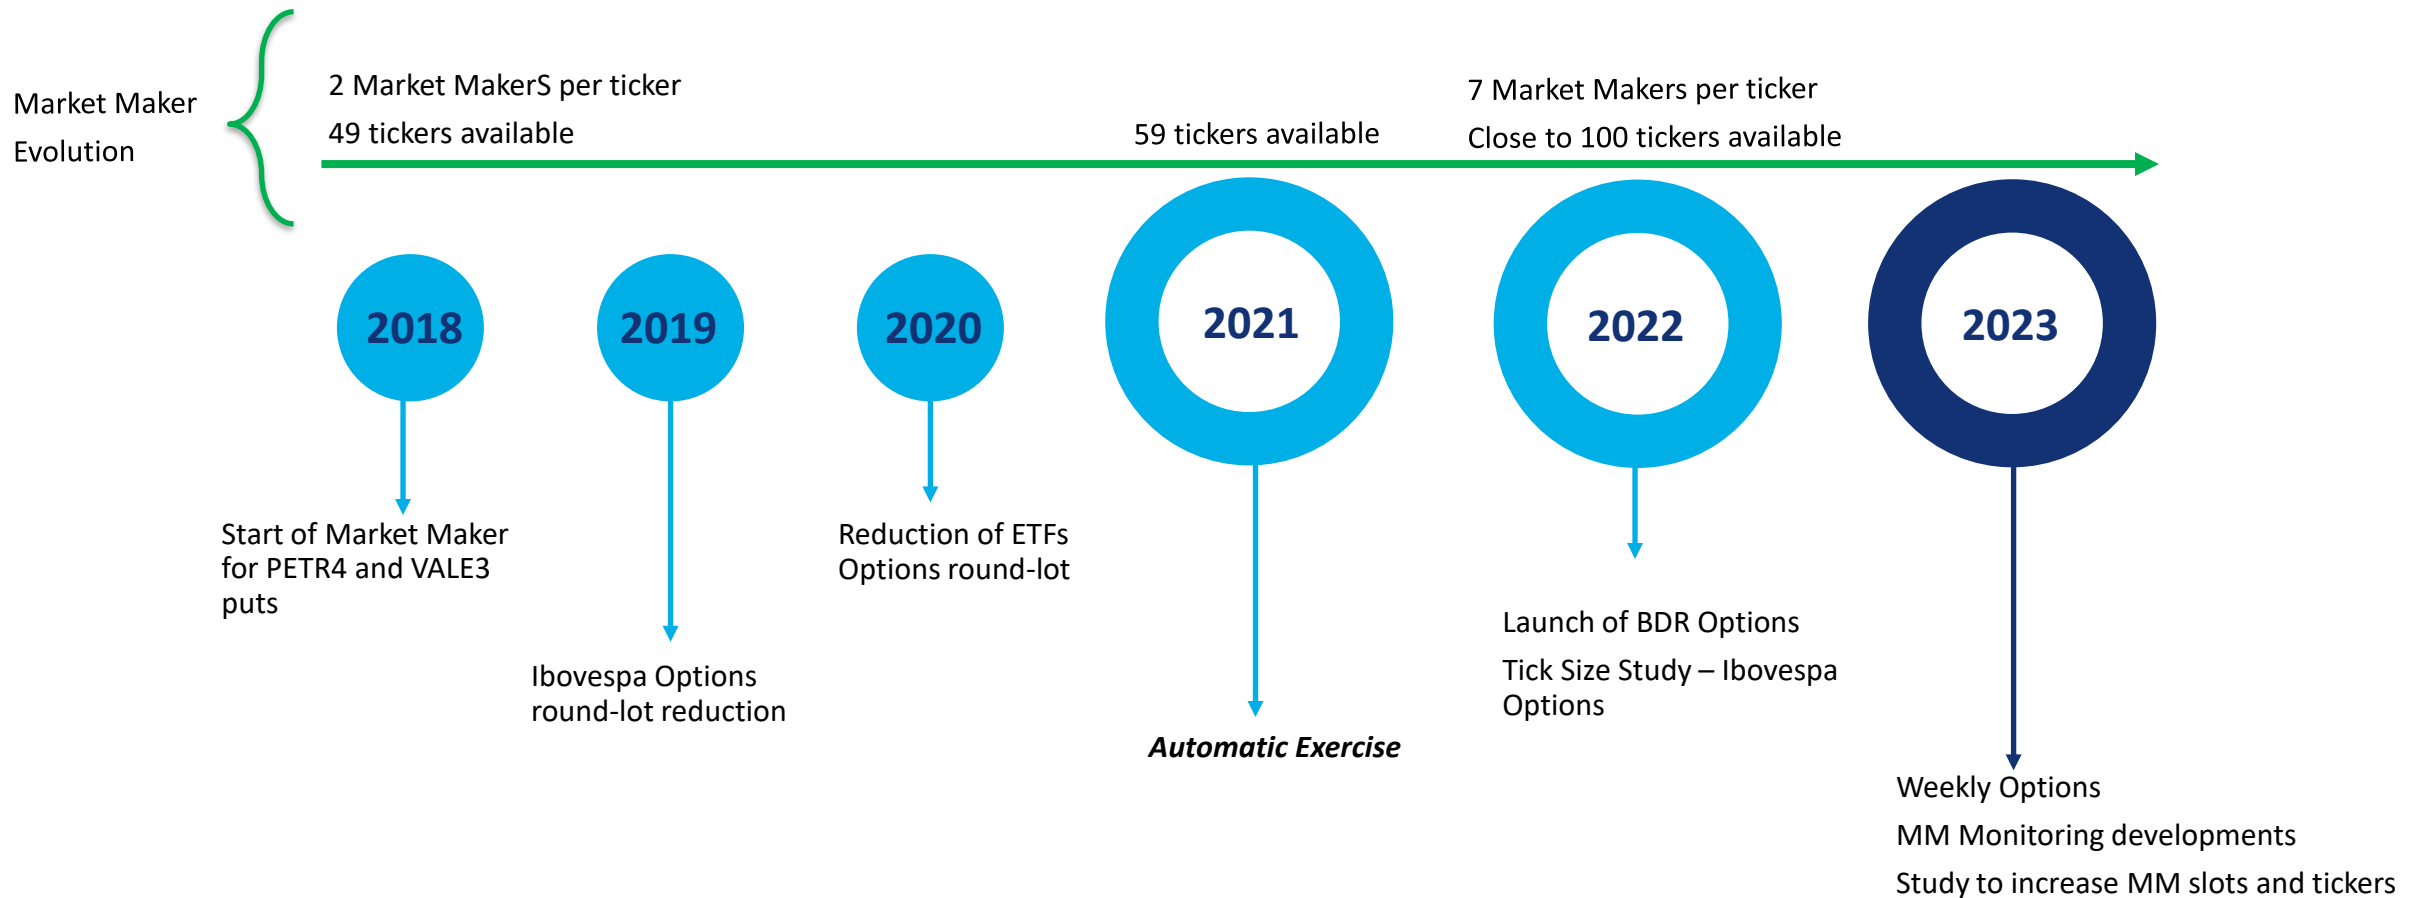 Market Maker
Evolution
2 Market MakerS per ticker
49 tickers available
59 tickers available
7 Market Makers per ticker
Close to 100 tickers available
2018
2019
2020
2021
2022
2023
Start of Market Maker
for PETR4 and VALE3
puts
Ibovespa Options
round-lot reduction
Reduction of ETFs
Options round-lot
Automatic Exercise
Launch of BDR Options
Tick Size Study – Ibovespa
Options
Weekly Options
MM Monitoring developments
Study to increase MM slots and tickers